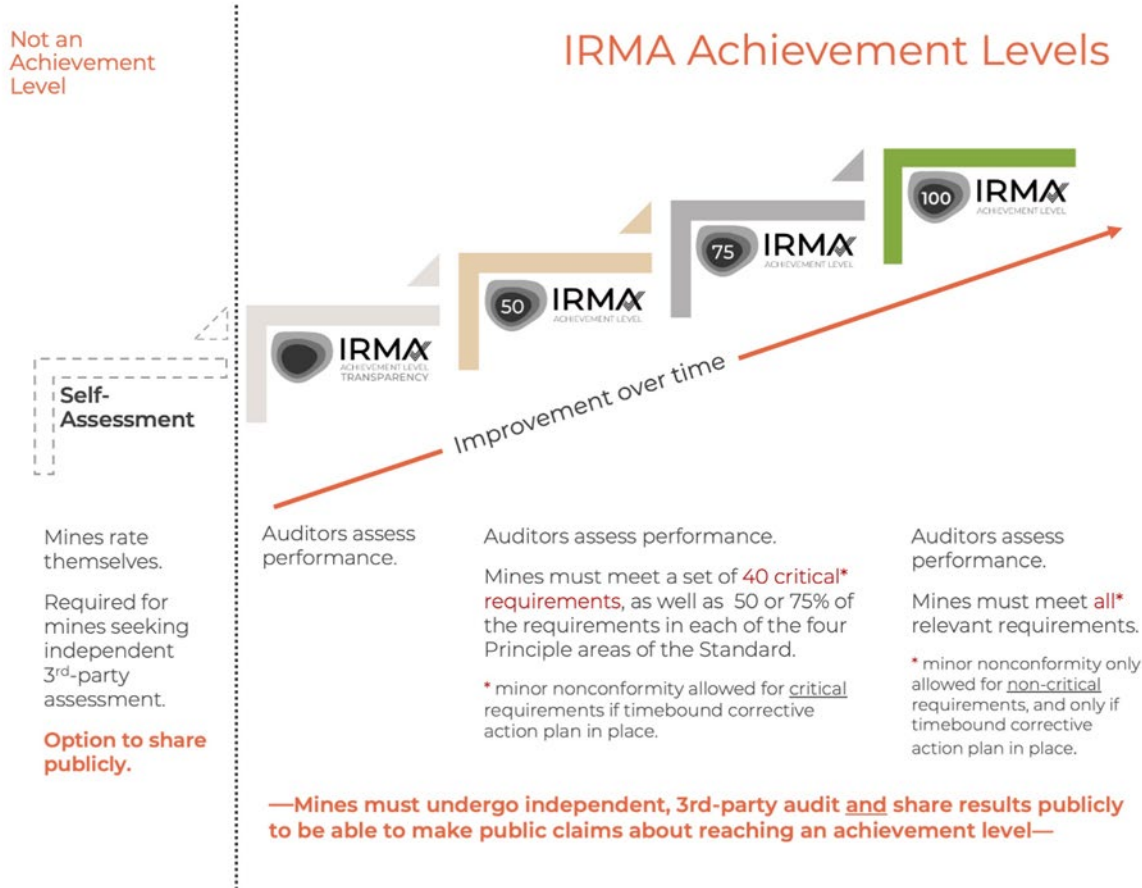 Not an
Achievement
Level
IRMA Achievement Levels
100
IRMA
ACHIEVEMENT LEVEL
75
IRMA
ACHIEVEMENT LEVEL
50
IRMA
ACHIEVEMENT LEVEL
IRMA
ACHIEVEMENT LEVEL
TRANSPARENCY
Self-
Assessment
Improvement over time
Mines rate
themselves.
Required for
mines seeking
independent
3rd-party
assessment.
Option to share
publicly.
Auditors assess
performance.
Auditors assess performance.
Mines must meet a set of 40 critical*
requirements, as well as 50 or 75% of
the requirements in each of the four
Principle areas of the Standard.
* minor nonconformity allowed for critical
requirements if timebound corrective
action plan in place.
Auditors assess
performance.
Mines must meet all*
relevant requirements.
* minor nonconformity only
allowed for non-critical
requirements, and only if
timebound corrective
action plan in place.
—Mines must undergo independent, 3rd-party audit and share results publicly
to be able to make public claims about reaching an achievement level—